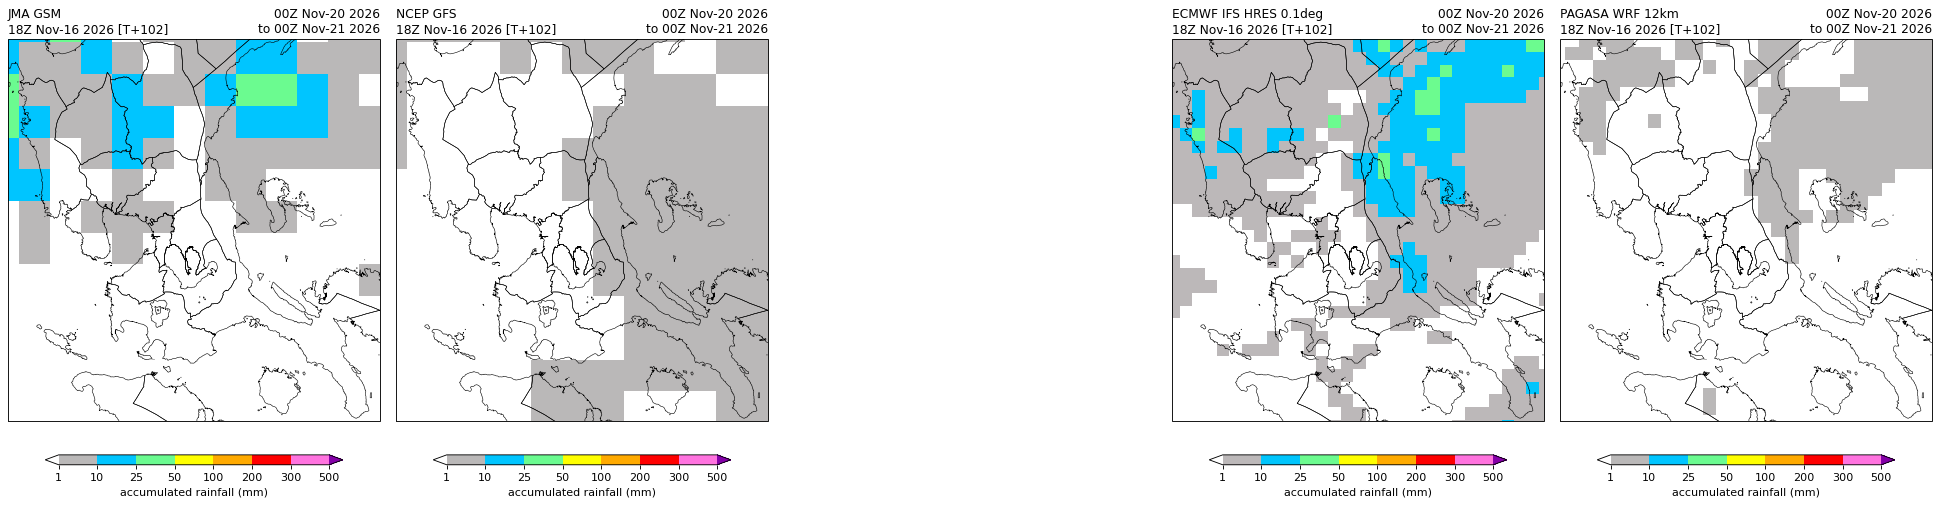 JMA GSM
18Z Nov-16 2026 [T+102]
00Z Nov-20 2026
to 00Z Nov-21 2026
1 10 25 50 100 200 300 500
accumulated rainfall (mm)
NCEP GFS
18Z Nov-16 2026 [T+102]
00Z Nov-20 2026
to 00Z Nov-21 2026
1 10 25 50 100 200 300 500
accumulated rainfall (mm)
ECMWF IFS HRES 0.1deg
18Z Nov-16 2026 [T+102]
00Z Nov-20 2026
to 00Z Nov-21 2026
1 10 25 50 100 200 300 500
accumulated rainfall (mm)
PAGASA WRF 12km
18Z Nov-16 2026 [T+102]
00Z Nov-20 2026
to 00Z Nov-21 2026
1 10 25 50 100 200 300 500
accumulated rainfall (mm)